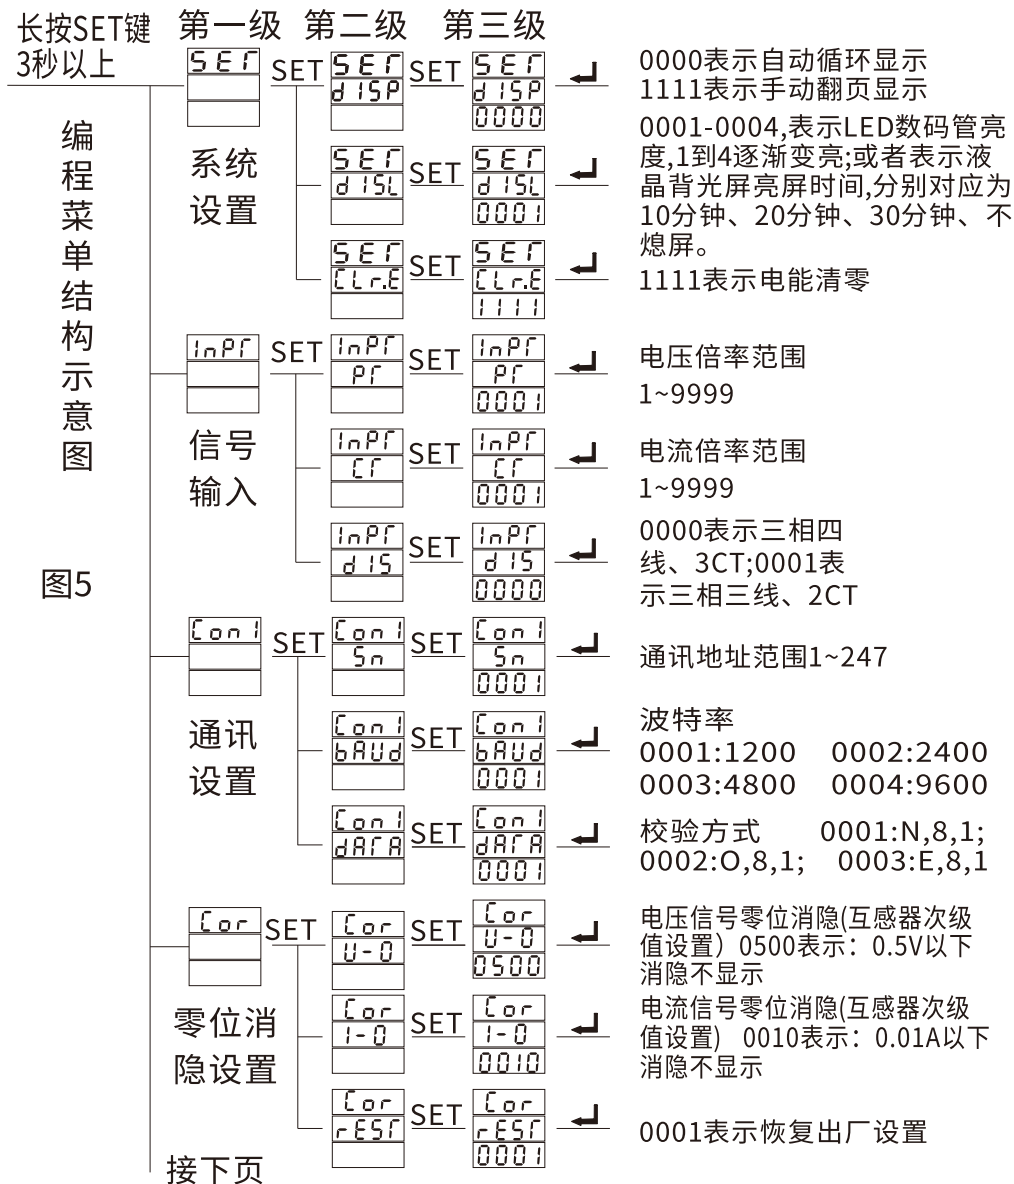 长按SET键 第一级 第二级 第三级
3秒以上
SET SET SET SET SET
dISP dISP
0000
0000表示自动循环显示
1111表示手动翻页显示
编程菜单结构示意图
系统
设置
SET SET SET
dISL dISL
0001
0001-0004,表示LED数码管亮
度,1到4逐渐变亮;或者表示液
晶背光屏亮屏时间,分别对应为
10分钟、20分钟、30分钟、不
熄屏。
SET SET SET
CLr.E CLr.E
1111
1111表示电能清零
InPT SET InPT SET InPT
PT PT
0001
电压倍率范围
1~9999
信号
输入
InPT SET InPT
CT CT
0001
电流倍率范围
1~9999
InPT SET InPT
dIS dIS
0000
0000表示三相四
线、3CT;0001表
示三相三线、2CT
图5
Con1 SET Con1 SET Con1
Sn Sn
0001
通讯地址范围1~247
通讯
设置
Con1 SET Con1
bAUd bAUd
0001
波特率
0001:1200 0002:2400
0003:4800 0004:9600
Con1 SET Con1
dATA dATA
0001
校验方式 0001:N,8,1;
0002:O,8,1; 0003:E,8,1
Cor SET Cor SET Cor
U-0 U-0
0500
电压信号零位消隐(互感器次级
值设置）0500表示：0.5V以下
消隐不显示
零位消
隐设置
Cor SET Cor
I-0 I-0
0010
电流信号零位消隐(互感器次级
值设置) 0010表示：0.01A以下
消隐不显示
Cor SET Cor
rEST rEST
0001
0001表示恢复出厂设置
接下页